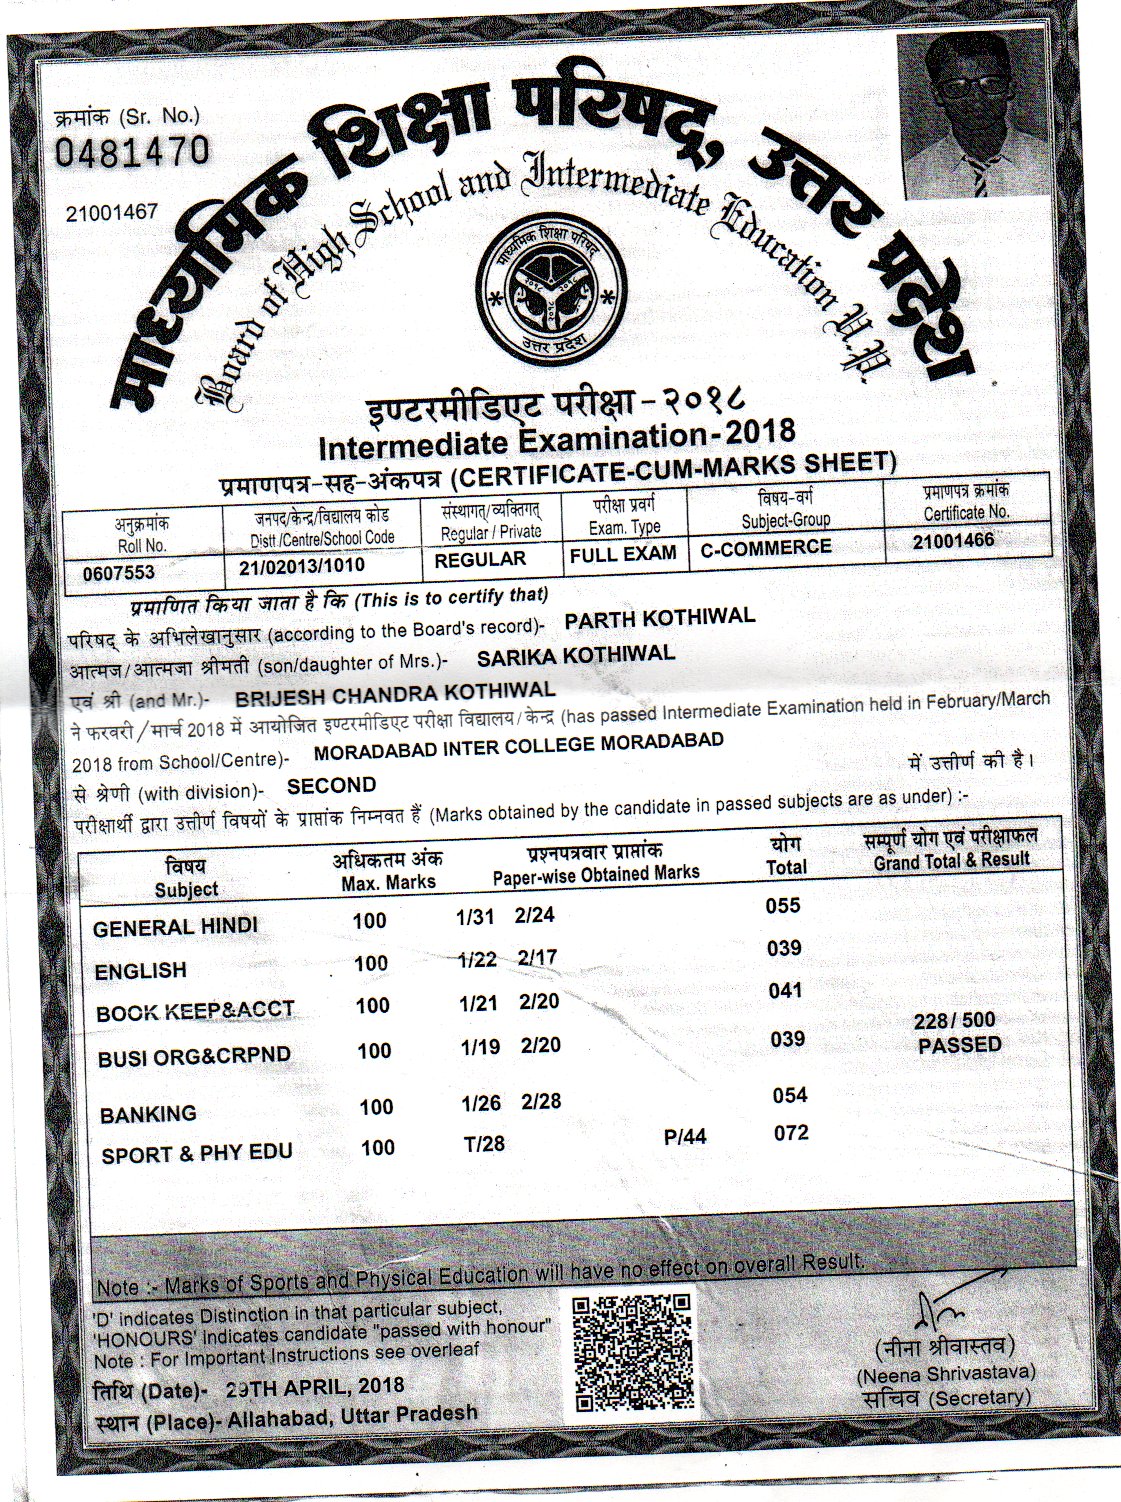 क्रमांक (Sr. No.)
0481470
21001467
माध्यमिक शिक्षा परिषद्, उत्तर प्रदेश
Board of High School and Intermediate Education U.P.
माध्यमिक शिक्षा परिषद्
२०१८ २०१८
२०१८
उत्तर प्रदेश
इण्टरमीडिएट परीक्षा – २०१८
Intermediate Examination-2018
प्रमाणपत्र-सह-अंकपत्र (CERTIFICATE-CUM-MARKS SHEET)
अनुक्रमांक जनपद/केन्द्र/विद्यालय कोड संस्थागत्/व्यक्तिगत् परीक्षा प्रवर्ग विषय-वर्ग प्रमाणपत्र क्रमांक
Roll No. Distt./Centre/School Code Regular / Private Exam. Type Subject-Group Certificate No.
0607553 21/02013/1010 REGULAR FULL EXAM C-COMMERCE 21001466
प्रमाणित किया जाता है कि (This is to certify that)
परिषद् के अभिलेखानुसार (according to the Board's record)- PARTH KOTHIWAL
आत्मज/आत्मजा श्रीमती (son/daughter of Mrs.)- SARIKA KOTHIWAL
एवं श्री (and Mr.)- BRIJESH CHANDRA KOTHIWAL
ने फरवरी/मार्च 2018 में आयोजित इण्टरमीडिएट परीक्षा विद्यालय/केन्द्र (has passed Intermediate Examination held in February/March
2018 from School/Centre)- MORADABAD INTER COLLEGE MORADABAD
से श्रेणी (with division)- SECOND में उत्तीर्ण की है।
परीक्षार्थी द्वारा उत्तीर्ण विषयों के प्राप्तांक निम्नवत हैं (Marks obtained by the candidate in passed subjects are as under) :-
विषय अधिकतम अंक प्रश्नपत्रवार प्राप्तांक योग सम्पूर्ण योग एवं परीक्षाफल
Subject Max. Marks Paper-wise Obtained Marks Total Grand Total & Result
GENERAL HINDI 100 1/31 2/24 055
ENGLISH 100 1/22 2/17 039
BOOK KEEP&ACCT 100 1/21 2/20 041
228/ 500
BUSI ORG&CRPND 100 1/19 2/20 039 PASSED
BANKING 100 1/26 2/28 054
SPORT & PHY EDU 100 T/28 P/44 072
Note :- Marks of Sports and Physical Education will have no effect on overall Result.
'D' indicates Distinction in that particular subject,
'HONOURS' Indicates candidate "passed with honour"
Note : For Important Instructions see overleaf
तिथि (Date)- 29TH APRIL, 2018
स्थान (Place)- Allahabad, Uttar Pradesh
(नीना श्रीवास्तव)
(Neena Shrivastava)
सचिव (Secretary)